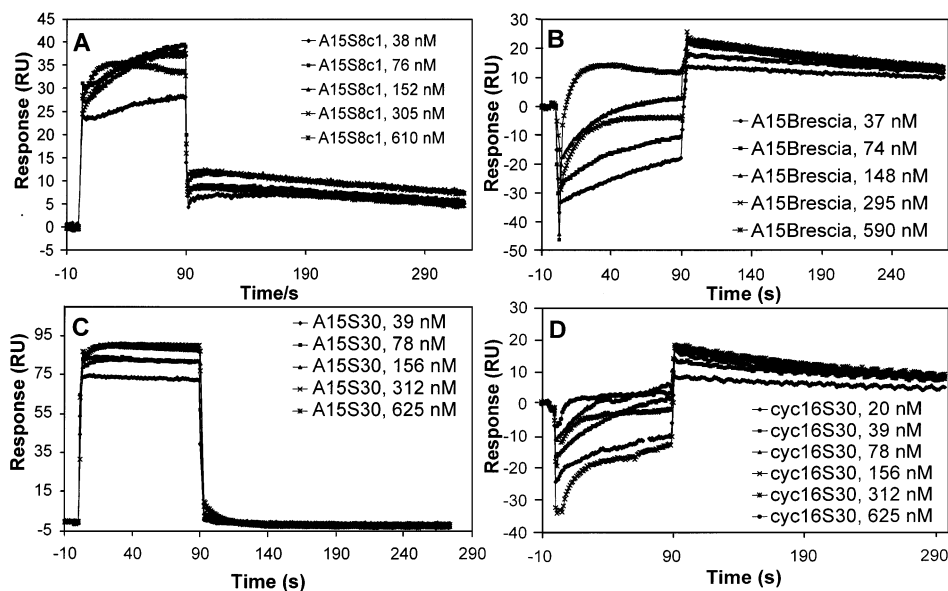 A
Response (RU)
45
40
35
30
25
20
15
10
5
0
-5
A15S8c1, 38 nM
A15S8c1, 76 nM
A15S8c1, 152 nM
A15S8c1, 305 nM
A15S8c1, 610 nM
-10 90 190 290
Time/s
B
Response (RU)
30
20
10
0
-10
-20
-30
-40
-50
A15Brescia, 37 nM
A15Brescia, 74 nM
A15Brescia, 148 nM
A15Brescia, 295 nM
A15Brescia, 590 nM
-10 40 90 140 190 240
Time (s)
C
Response (RU)
95
75
55
35
15
-5
A15S30, 39 nM
A15S30, 78 nM
A15S30, 156 nM
A15S30, 312 nM
A15S30, 625 nM
-10 40 90 140 190 240 290
Time (s)
D
Response (RU)
30
20
10
0
-10
-20
-30
-40
cyc16S30, 20 nM
cyc16S30, 39 nM
cyc16S30, 78 nM
cyc16S30, 156 nM
cyc16S30, 312 nM
cyc16S30, 625 nM
-10 90 190 290
Time (s)